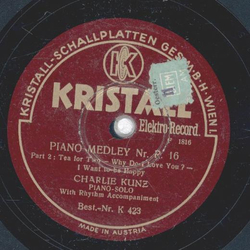 KRISTALL-SCHALLPLATTEN GES.M.B.H. WIEN I.
K
KRISTALL
Elektro-Record.
P 1816
PIANO-MEDLEY Nr. P. 16
Part 2: Tea for Two - Why Do I Love You? -
I Want to be Happy
CHARLIE KUNZ
PIANO-SOLO
With Rhythm Accompaniment
Best.-Nr. K 423
MADE IN AUSTRIA